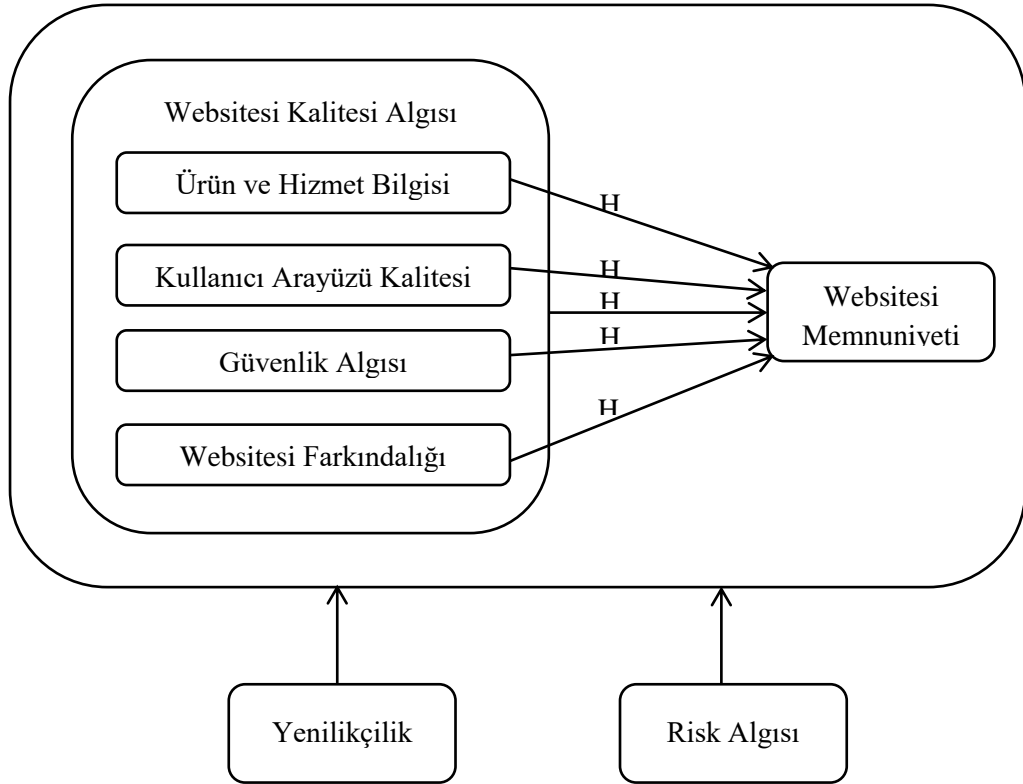 Websitesi Kalitesi Algısı
Ürün ve Hizmet Bilgisi
H
Kullanıcı Arayüzü Kalitesi
H
H
Güvenlik Algısı
H
Websitesi Farkındalığı
H
Websitesi
Memnuniyeti
Yenilikçilik
Risk Algısı